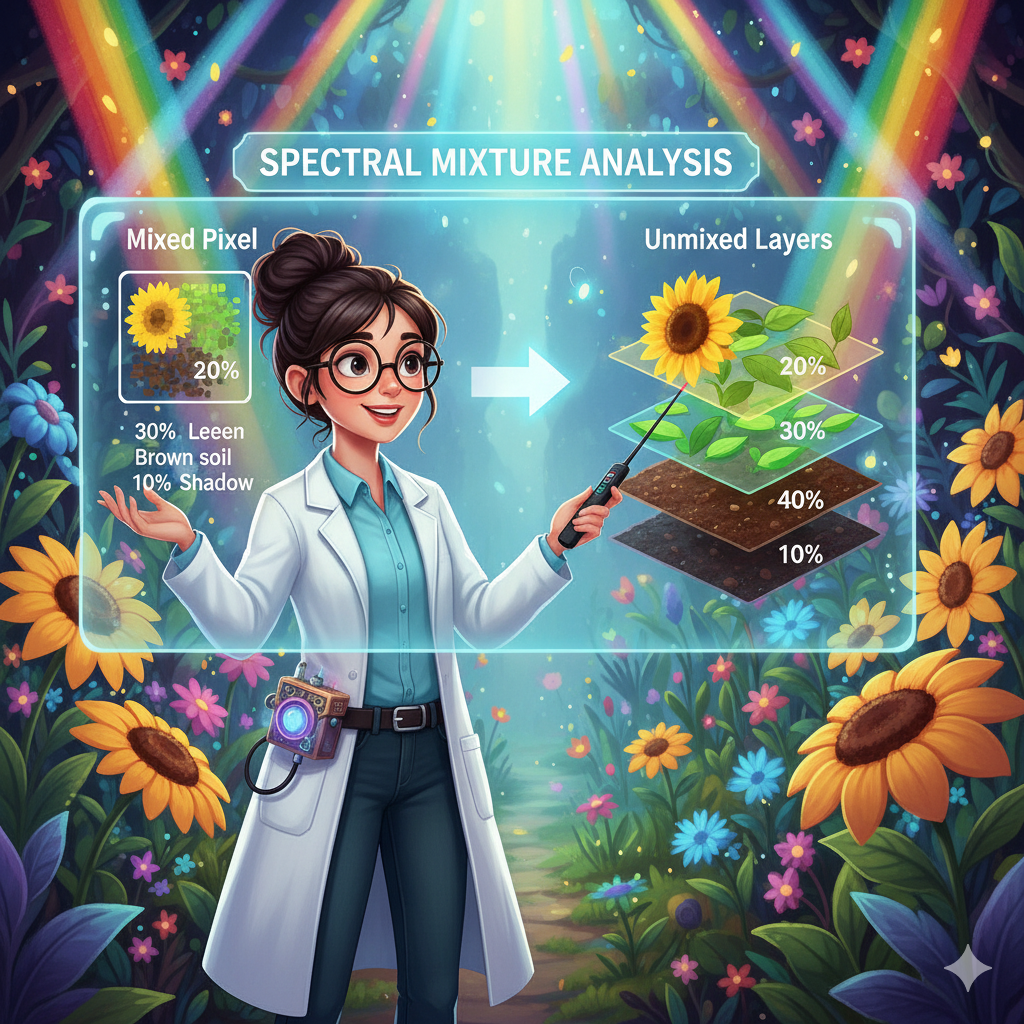 SPECTRAL MIXTURE ANALYSIS
Mixed Pixel
20%
30% Leeen
Brown soil
10% Shadow
Unmixed Layers
20%
30%
40%
10%